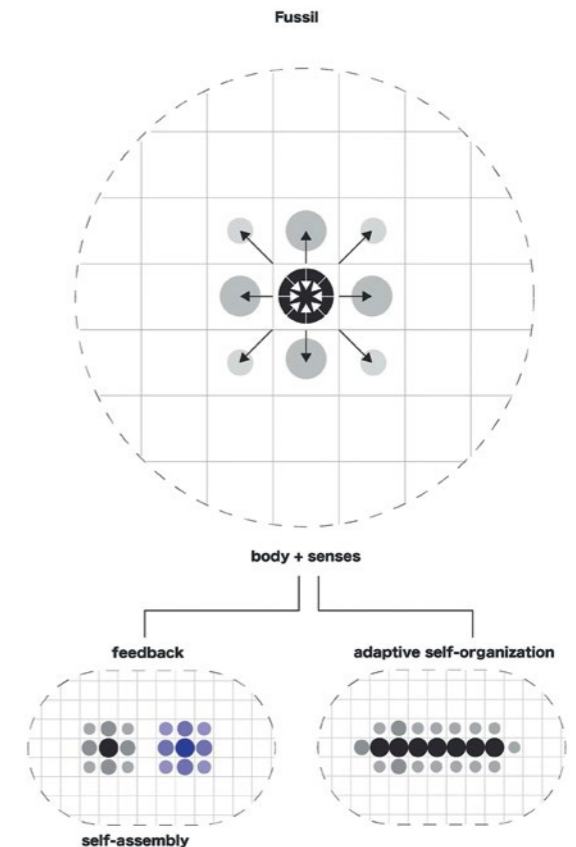 Fussil
body + senses
feedback
adaptive self-organization
self-assembly